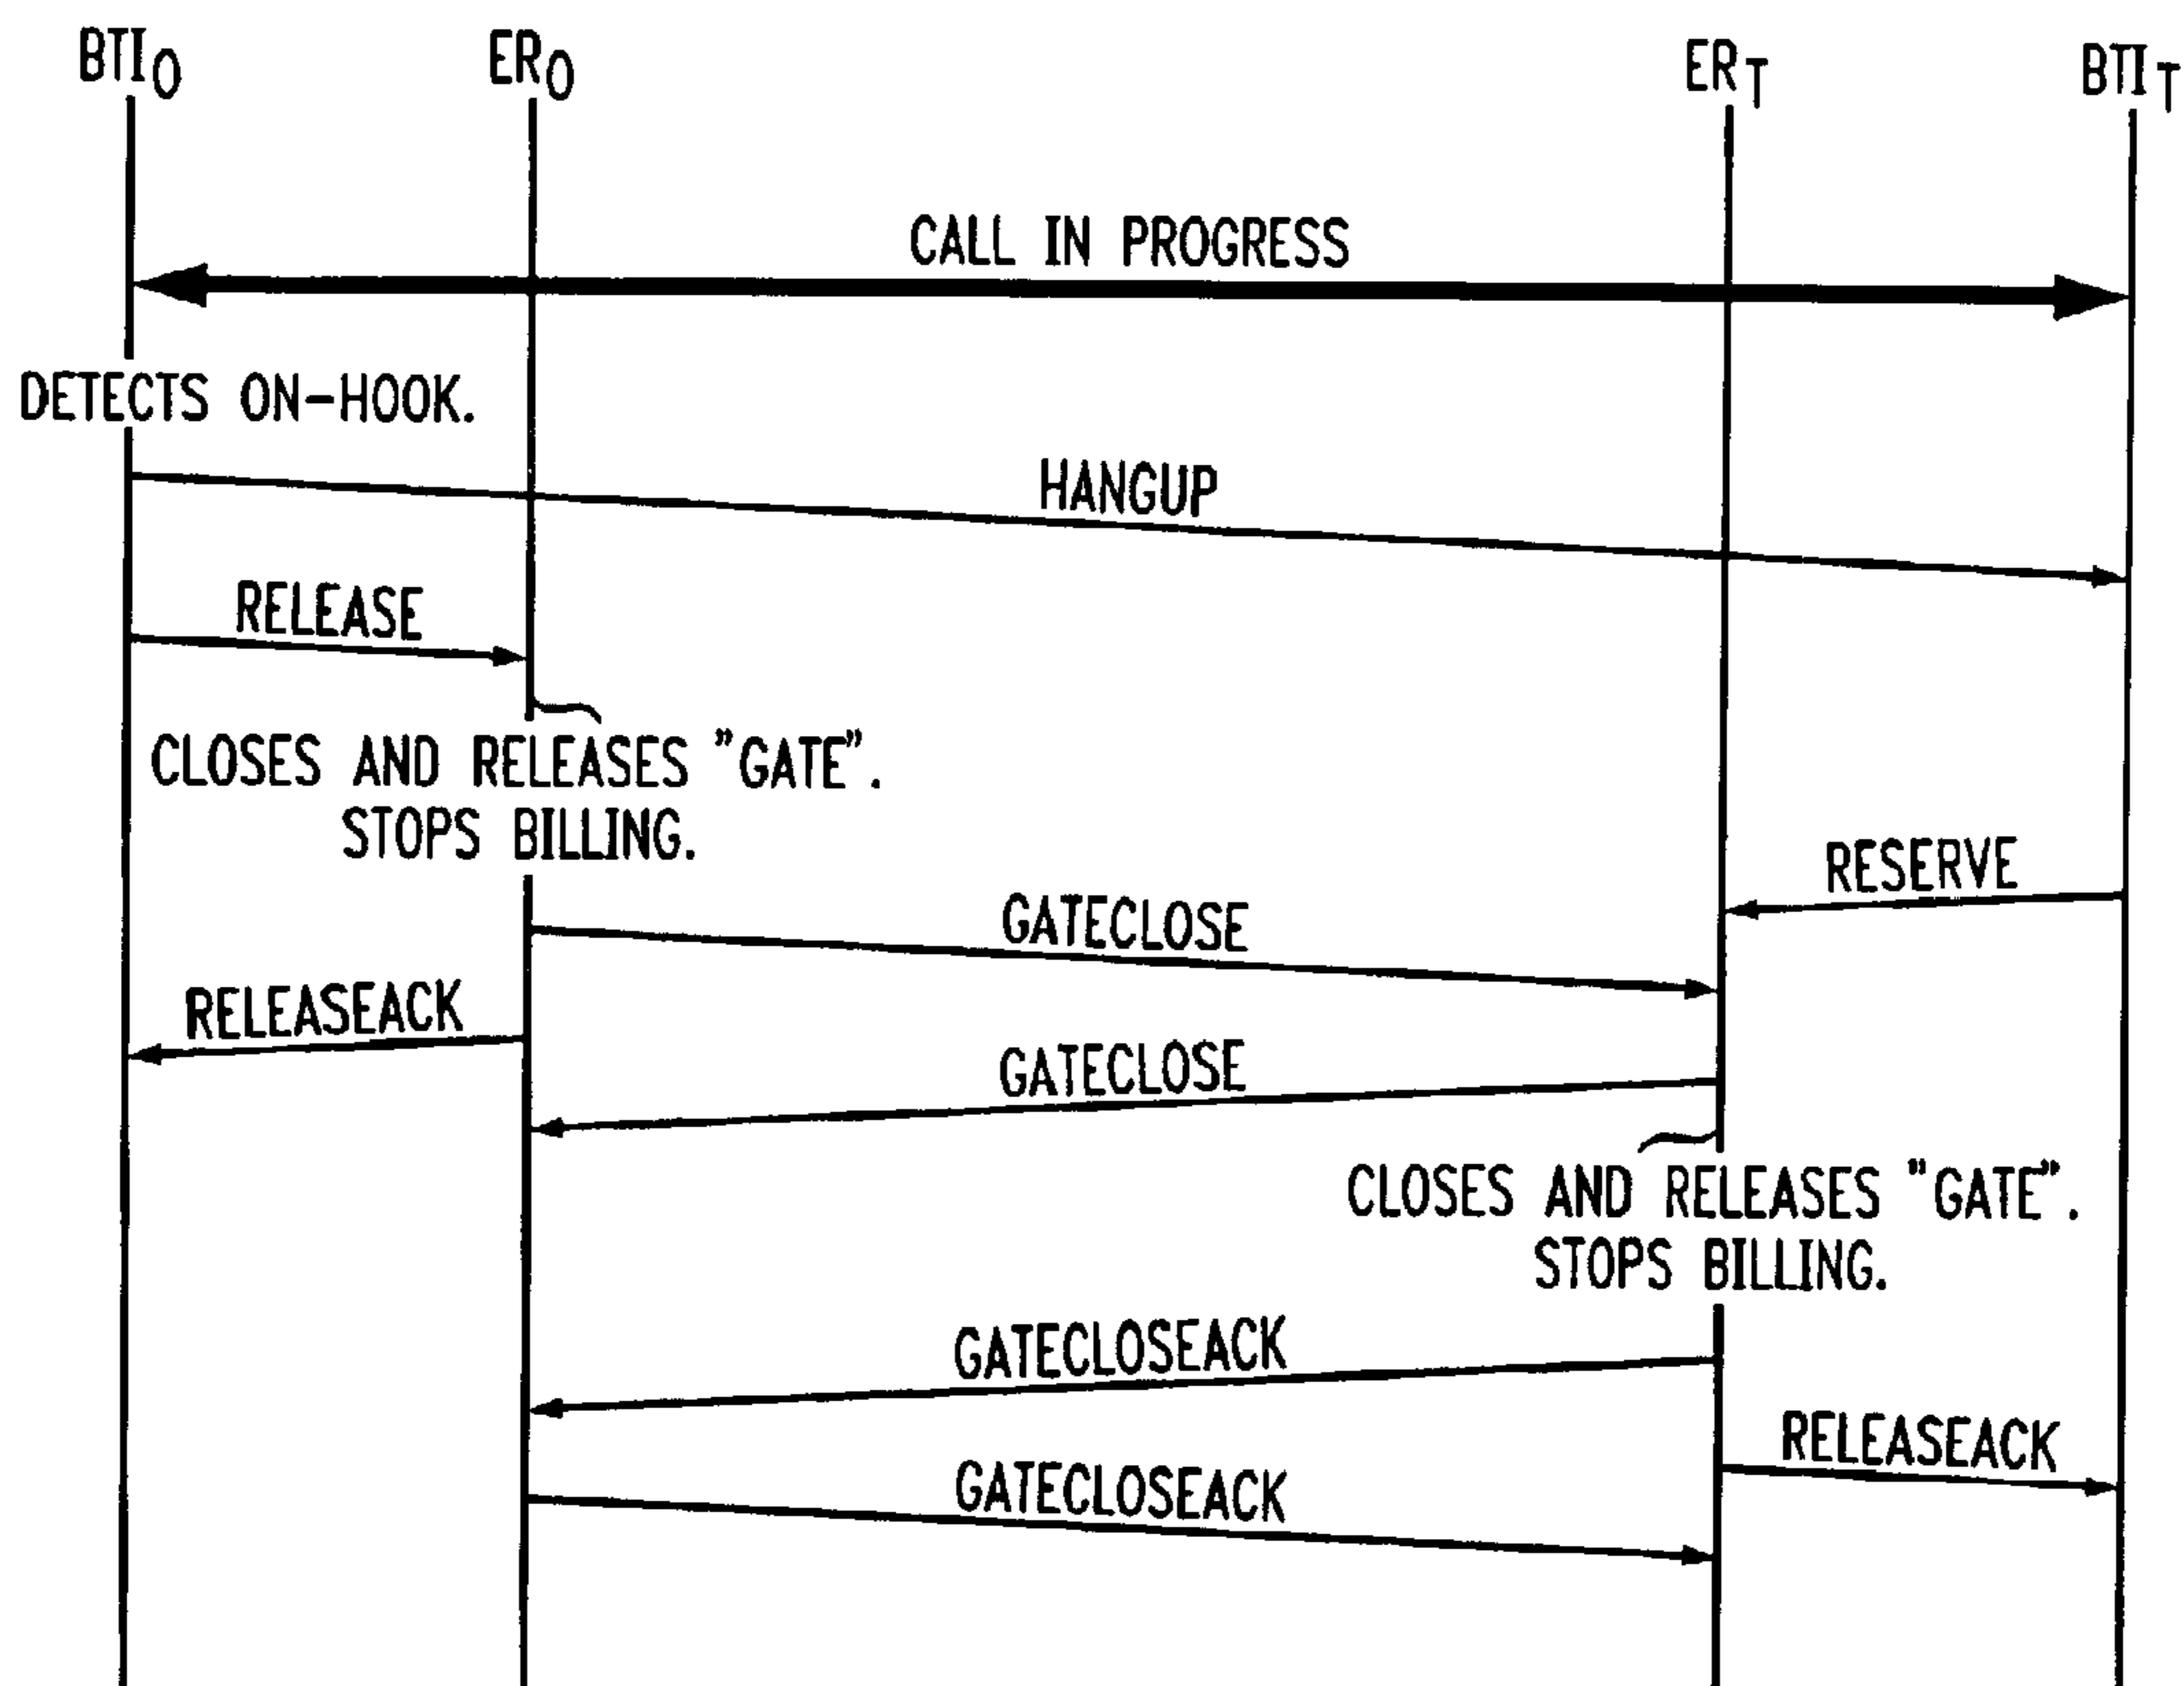 BTIO ERO ERT BTIT
CALL IN PROGRESS
DETECTS ON-HOOK.
HANGUP
RELEASE
CLOSES AND RELEASES "GATE".
STOPS BILLING.
RESERVE
GATECLOSE
RELEASEACK
GATECLOSE
CLOSES AND RELEASES "GATE".
STOPS BILLING.
GATECLOSEACK
RELEASEACK
GATECLOSEACK